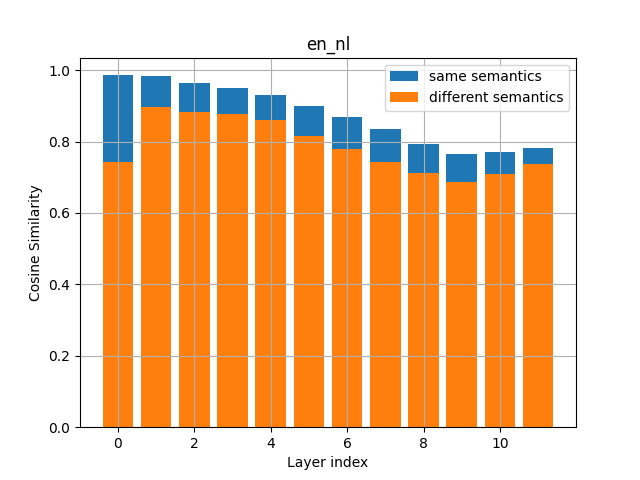 en_nl
same semantics
different semantics
Cosine Similarity
1.0
0.8
0.6
0.4
0.2
0.0
0 2 4 6 8 10
Layer index